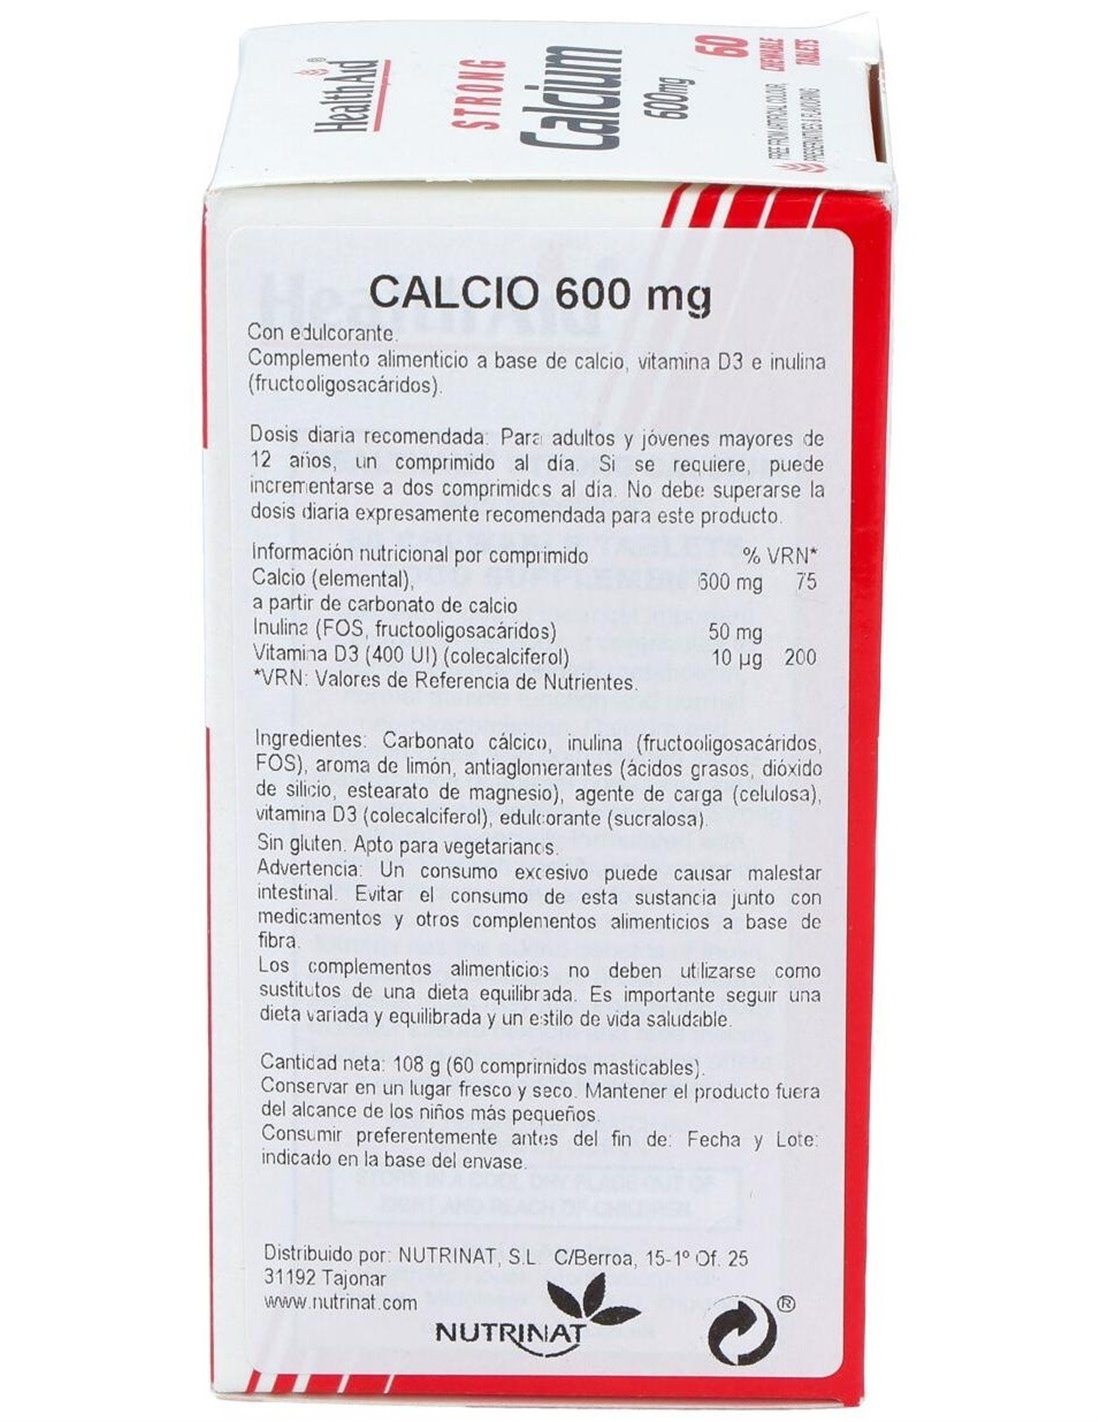 HealthAid®
STRONG
Calcium
600mg
60
CHEWABLE
TABLETS
FREE FROM ARTIFICIAL COLOUR,
PRESERVATIVES & FLAVOURING
CALCIO 600 mg
Con edulcorante.
Complemento alimenticio a base de calcio, vitamina D3 e inulina
(fructooligosacáridos).
Dosis diaria recomendada: Para adultos y jóvenes mayores de
12 años, un comprimido al día. Si se requiere, puede
incrementarse a dos comprimidos al día. No debe superarse la
dosis diaria expresamente recomendada para este producto.
Información nutricional por comprimido % VRN*
Calcio (elemental), 600 mg 75
a partir de carbonato de calcio
Inulina (FOS, fructooligosacáridos) 50 mg
Vitamina D3 (400 UI) (colecalciferol) 10 µg 200
*VRN: Valores de Referencia de Nutrientes.
Ingredientes: Carbonato cálcico, inulina (fructooligosacáridos,
FOS), aroma de limón, antiaglomerantes (ácidos grasos, dióxido
de silicio, estearato de magnesio), agente de carga (celulosa),
vitamina D3 (colecalciferol), edulcorante (sucralosa).
Sin gluten. Apto para vegetarianos.
Advertencia: Un consumo excesivo puede causar malestar
intestinal. Evitar el consumo de esta sustancia junto con
medicamentos y otros complementos alimenticios a base de
fibra.
Los complementos alimenticios no deben utilizarse como
sustitutos de una dieta equilibrada. Es importante seguir una
dieta variada y equilibrada y un estilo de vida saludable.
Cantidad neta: 108 g (60 comprimidos masticables).
Conservar en un lugar fresco y seco. Mantener el producto fuera
del alcance de los niños más pequeños.
Consumir preferentemente antes del fin de: Fecha y Lote:
indicado en la base del envase.
Distribuido por: NUTRINAT, S.L. C/Berroa, 15-1º Of. 25
31192 Tajonar
www.nutrinat.com
NUTRINAT
®